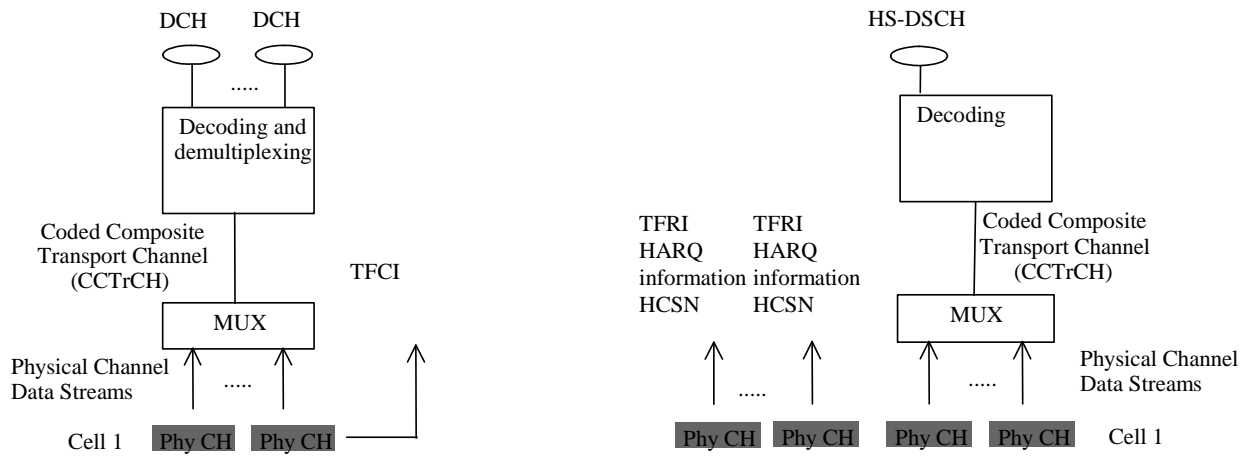 DCH DCH
.....
Decoding and
demultiplexing
Coded Composite
Transport Channel
(CCTrCH)
TFCI
MUX
Physical Channel
Data Streams
.....
Cell 1 Phy CH Phy CH
HS-DSCH
Decoding
TFRI TFRI
HARQ HARQ
information information
HCSN HCSN
Coded Composite
Transport Channel
(CCTrCH)
MUX
Physical Channel
Data Streams
..... .....
Phy CH Phy CH Phy CH Phy CH Cell 1